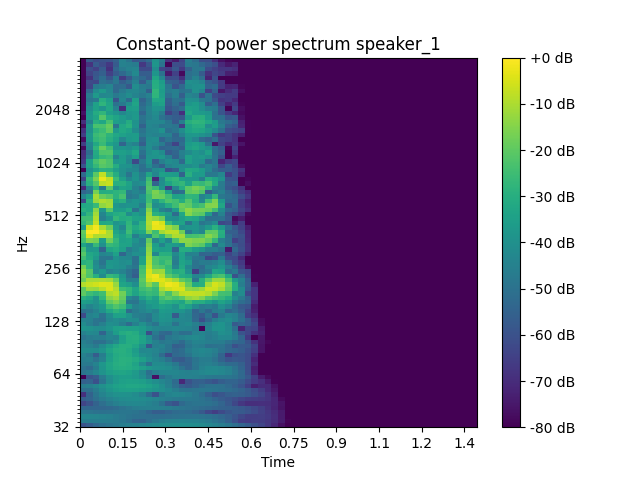 Constant-Q power spectrum speaker_1
Hz
2048
1024
512
256
128
64
32
0 0.15 0.3 0.45 0.6 0.75 0.9 1.1 1.2 1.4
Time
+0 dB
-10 dB
-20 dB
-30 dB
-40 dB
-50 dB
-60 dB
-70 dB
-80 dB